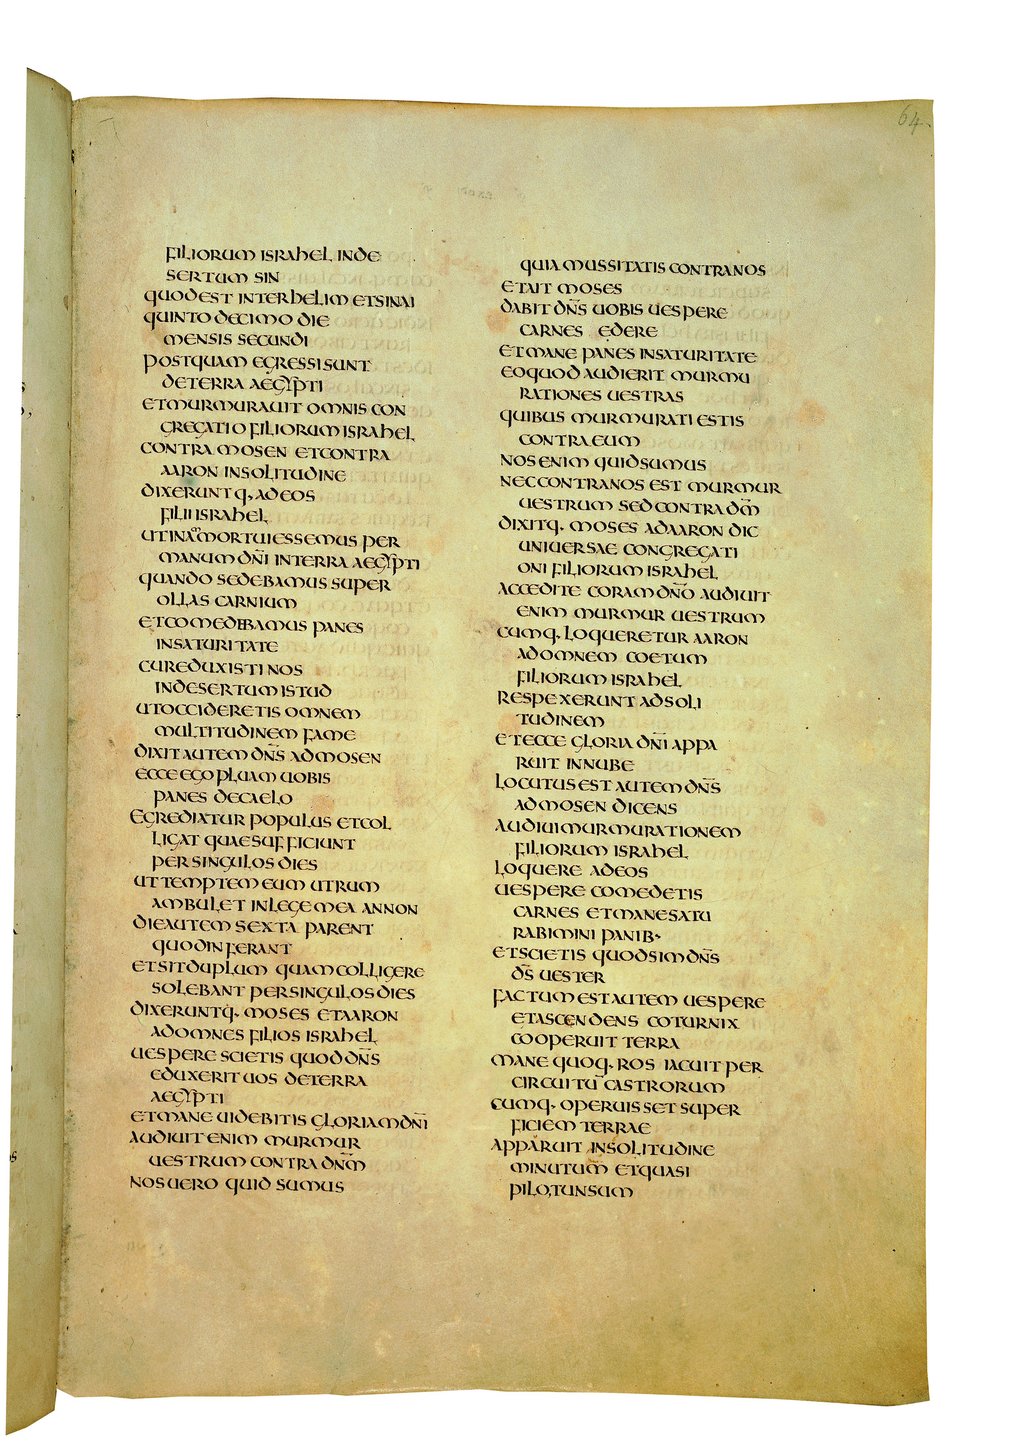 64
FILIORUM ISRAHEL INDE
SERTUM SIN
QUOD EST INTER HELIM ET SINAI
QUINTO DECIMO DIE
MENSIS SECUNDI
POSTQUAM EGRESSI SUNT
DE TERRA AEGYPTI
ET MURMURAUIT OMNIS CON
GREGATIO FILIORUM ISRAHEL
CONTRA MOSEN ET CONTRA
AARON IN SOLITUDINE
DIXERUNTQ· AD EOS
FILII ISRAHEL
UTINA̅ MORTUI ESSEMUS PER
MANUM DN̅I IN TERRA AEGYPTI
QUANDO SEDEBAMUS SUPER
OLLAS CARNIUM
ET COMEDEBAMUS PANES
IN SATURITATE
CUR EDUXISTI NOS
IN DESERTUM ISTUD
UT OCCIDERETIS OMNEM
MULTITUDINEM FAME
DIXIT AUTEM DN̅S AD MOSEN
ECCE EGO PLUAM UOBIS
PANES DE CAELO
EGREDIATUR POPULUS ET COL
LIGAT QUAE SUFFICIUNT
PER SINGULOS DIES
UT TEMPTEM EUM UTRUM
AMBULET IN LEGE MEA AN NON
DIE AUTEM SEXTA PARENT
QUOD INFERANT
ET SIT DUPLUM QUAM COLLIGERE
SOLEBANT PER SINGULOS DIES
DIXERUNTQ· MOSES ET AARON
AD OMNES FILIOS ISRAHEL
UESPERE SCIETIS QUOD DN̅S
EDUXERIT UOS DE TERRA
AEGYPTI
ET MANE UIDEBITIS GLORIAM DN̅I
AUDIUIT ENIM MURMUR
UESTRUM CONTRA DN̅M
NOS UERO QUID SUMUS
QUIA MUSSITATIS CONTRA NOS
ET AIT MOSES
DABIT DN̅S UOBIS UESPERE
CARNES EDERE
ET MANE PANES IN SATURITATE
EO QUOD AUDIERIT MURMU
RATIONES UESTRAS
QUIBUS MURMURATI ESTIS
CONTRA EUM
NOS ENIM QUID SUMUS
NEC CONTRA NOS EST MURMUR
UESTRUM SED CONTRA DM̅
DIXITQ· MOSES AD AARON DIC
UNIUERSAE CONGREGATI
ONI FILIORUM ISRAHEL
ACCEDITE CORAM DN̅O AUDIUIT
ENIM MURMUR UESTRUM
CUMQ· LOQUERETUR AARON
AD OMNEM COETUM
FILIORUM ISRAHEL
RESPEXERUNT AD SOLI
TUDINEM
ET ECCE GLORIA DN̅I APPA
RUIT IN NUBE
LOCUTUS EST AUTEM DN̅S
AD MOSEN DICENS
AUDIUI MURMURATIONEM
FILIORUM ISRAHEL
LOQUERE AD EOS
UESPERE COMEDETIS
CARNES ET MANE SATU
RABIMINI PANIB·
ET SCIETIS QUOD SIM DN̅S
DS̅ UESTER
FACTUM EST AUTEM UESPERE
ET ASCENDENS COTURNIX
COOPERUIT TERRA
MANE QUOQ· ROS IACUIT PER
CIRCUITU̅ CASTRORUM
CUMQ· OPERUISSET SUPER
FICIEM TERRAE
APPARUIT IN SOLITUDINE
MINUTUM ET QUASI
PILO TUNSUM